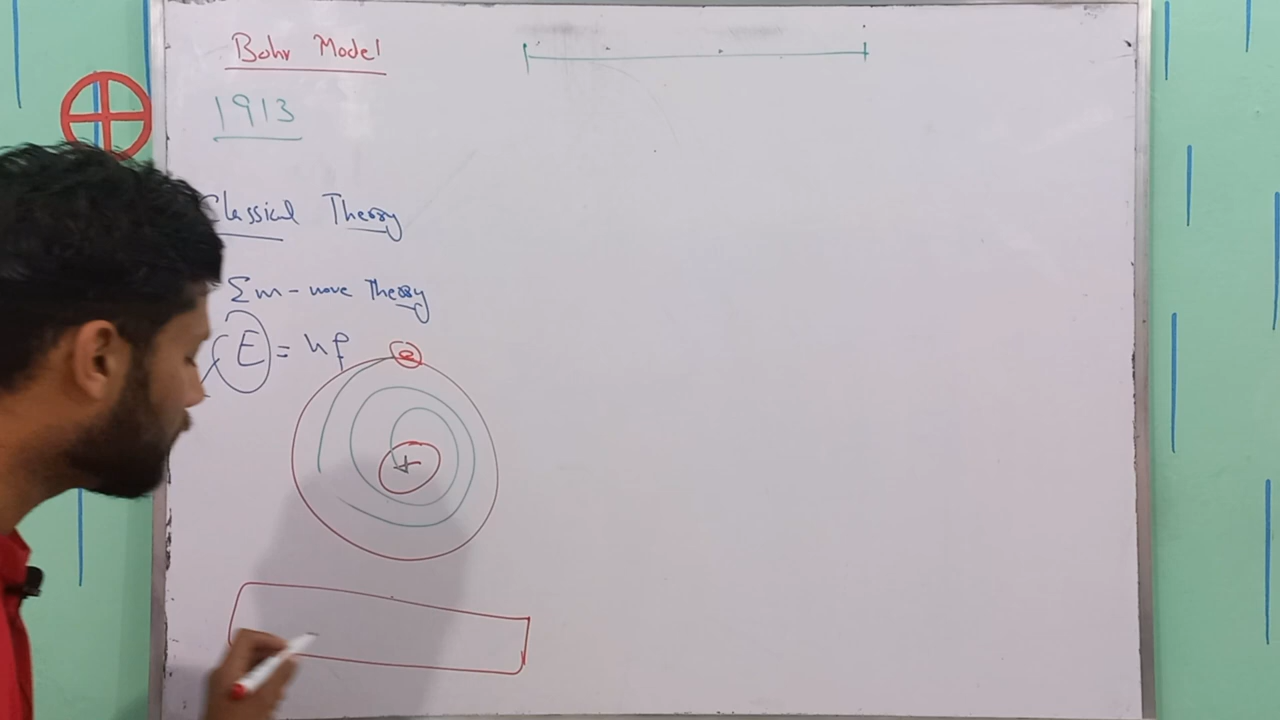 Bohr Model
1913
Classical Theory
Em-wave Theory
E = hf
e
+